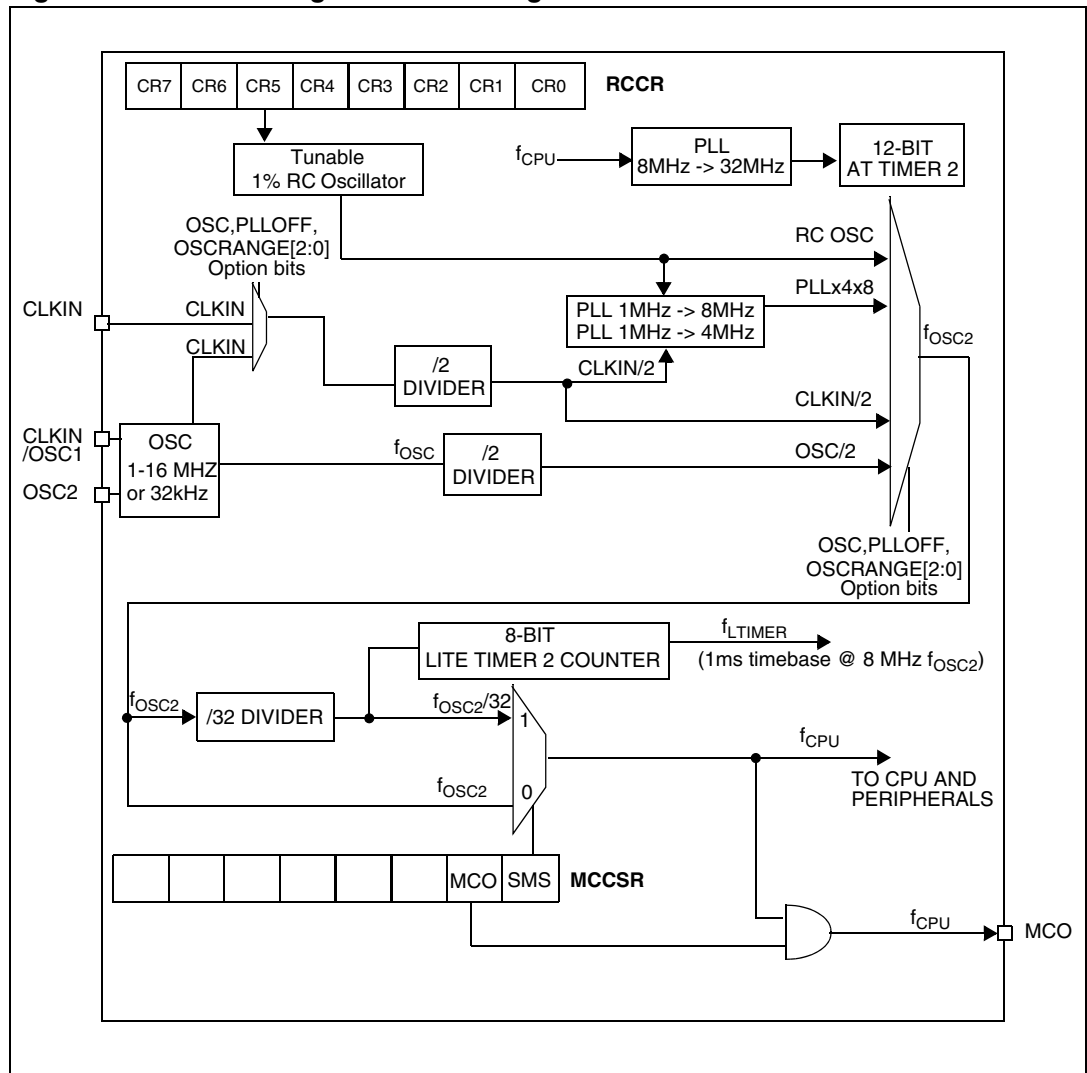 CR7 CR6 CR5 CR4 CR3 CR2 CR1 CR0 RCCR
Tunable
1% RC Oscillator
fCPU
PLL
8MHz -> 32MHz
12-BIT
AT TIMER 2
OSC,PLLOFF,
OSCRANGE[2:0]
Option bits
RC OSC
PLLx4x8
CLKIN
CLKIN
CLKIN
PLL 1MHz -> 8MHz
PLL 1MHz -> 4MHz
fOSC2
/2
DIVIDER
CLKIN/2
CLKIN/2
CLKIN
/OSC1
OSC2
OSC
1-16 MHZ
or 32kHz
fOSC
/2
DIVIDER
OSC/2
OSC,PLLOFF,
OSCRANGE[2:0]
Option bits
8-BIT
LITE TIMER 2 COUNTER
fLTIMER
(1ms timebase @ 8 MHz fOSC2)
fOSC2
/32 DIVIDER
fOSC2/32
1
fCPU
TO CPU AND
PERIPHERALS
fOSC2
0
MCO SMS MCCSR
fCPU
MCO